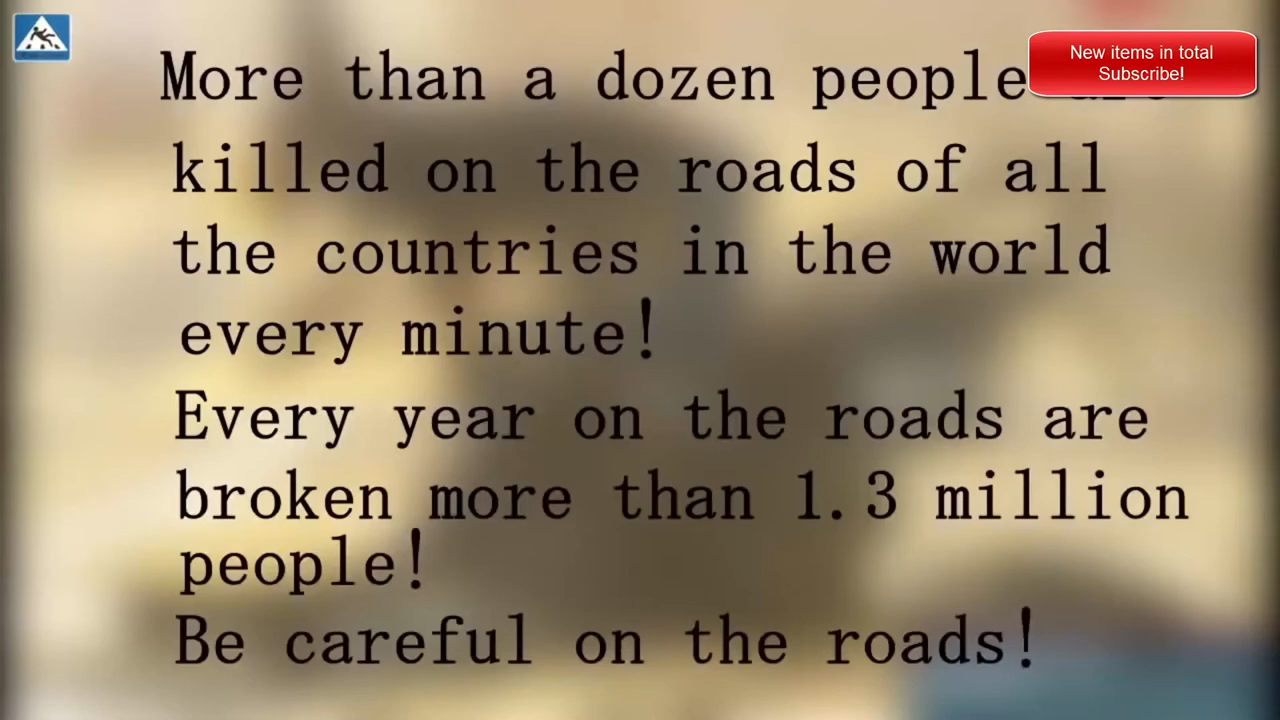 More than a dozen people
killed on the roads of all
the countries in the world
every minute!
Every year on the roads are
broken more than 1.3 million
people!
Be careful on the roads!
New items in total
Subscribe!